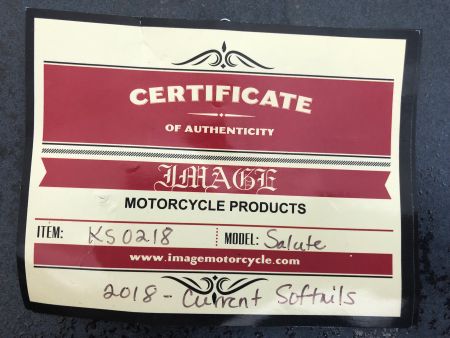 CERTIFICATE
OF AUTHENTICITY
IMAGE
MOTORCYCLE PRODUCTS
ITEM: KS0218 MODEL: Salute
www.imagemotorcycle.com
2018 - Current Softails